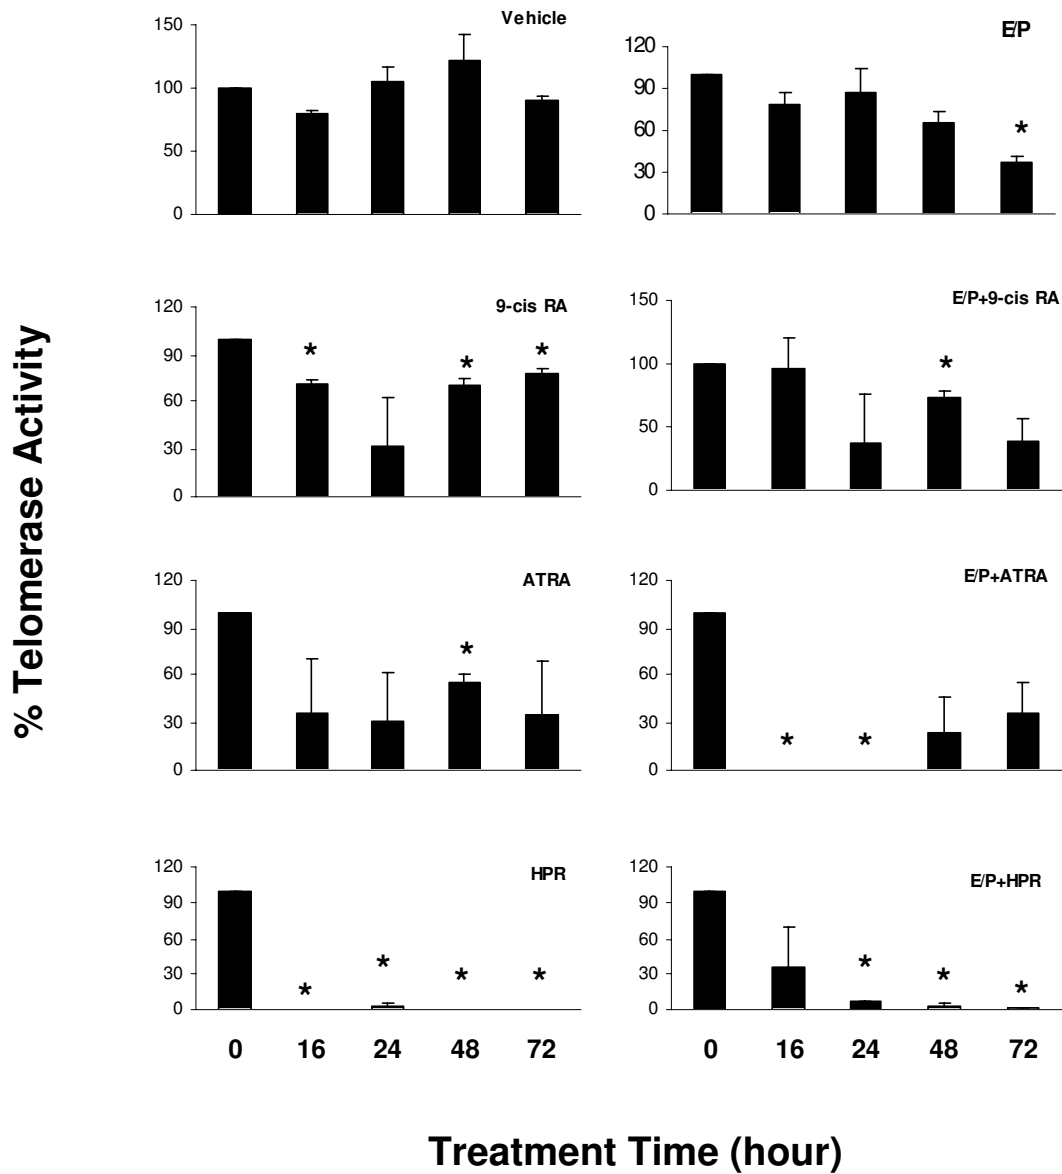 Vehicle
150
100
50
0
E/P
120
90
60
30
0
*
% Telomerase Activity
9-cis RA
120
90
60
30
0
* * *
E/P+9-cis RA
150
100
50
0
*
ATRA
120
90
60
30
0
*
E/P+ATRA
120
90
60
30
0
* *
HPR
120
90
60
30
0
* * * *
0 16 24 48 72
E/P+HPR
120
90
60
30
0
* * *
0 16 24 48 72
Treatment Time (hour)